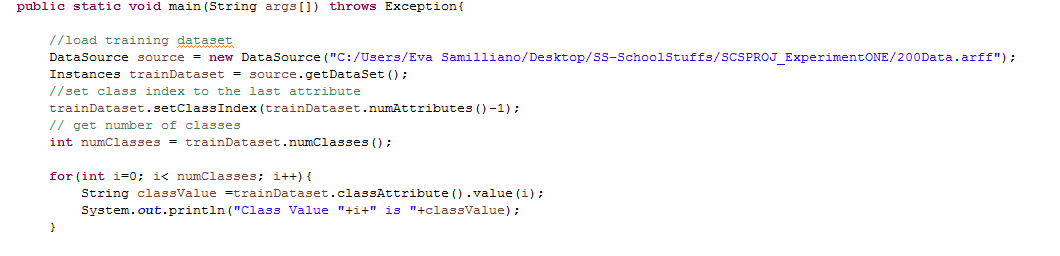 public static void main(String args[]) throws Exception{
//load training dataset
DataSource source = new DataSource("C:/Users/Eva Samilliano/Desktop/SS-SchoolStuffs/SCSPROJ_ExperimentONE/200Data.arff");
Instances trainDataset = source.getDataSet();
//set class index to the last attribute
trainDataset.setClassIndex(trainDataset.numAttributes()-1);
// get number of classes
int numClasses = trainDataset.numClasses();
for(int i=0; i< numClasses; i++){
String classValue =trainDataset.classAttribute().value(i);
System.out.println("Class Value "+i+" is "+classValue);
}